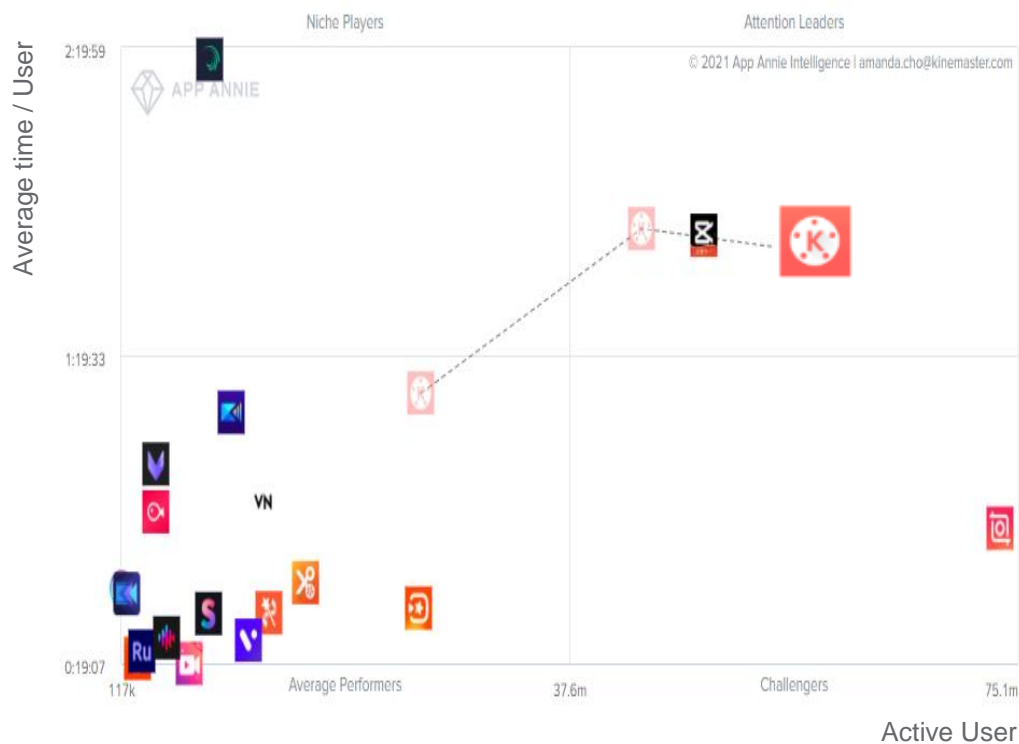 Niche Players
Attention Leaders
2:19:59
© 2021 App Annie Intelligence | amanda.cho@kinemaster.com
APP ANNIE
Average time / User
K
K
K
1:19:33
VN
S
Ru
0:19:07
117k
Average Performers
37.6m
Challengers
75.1m
Active User